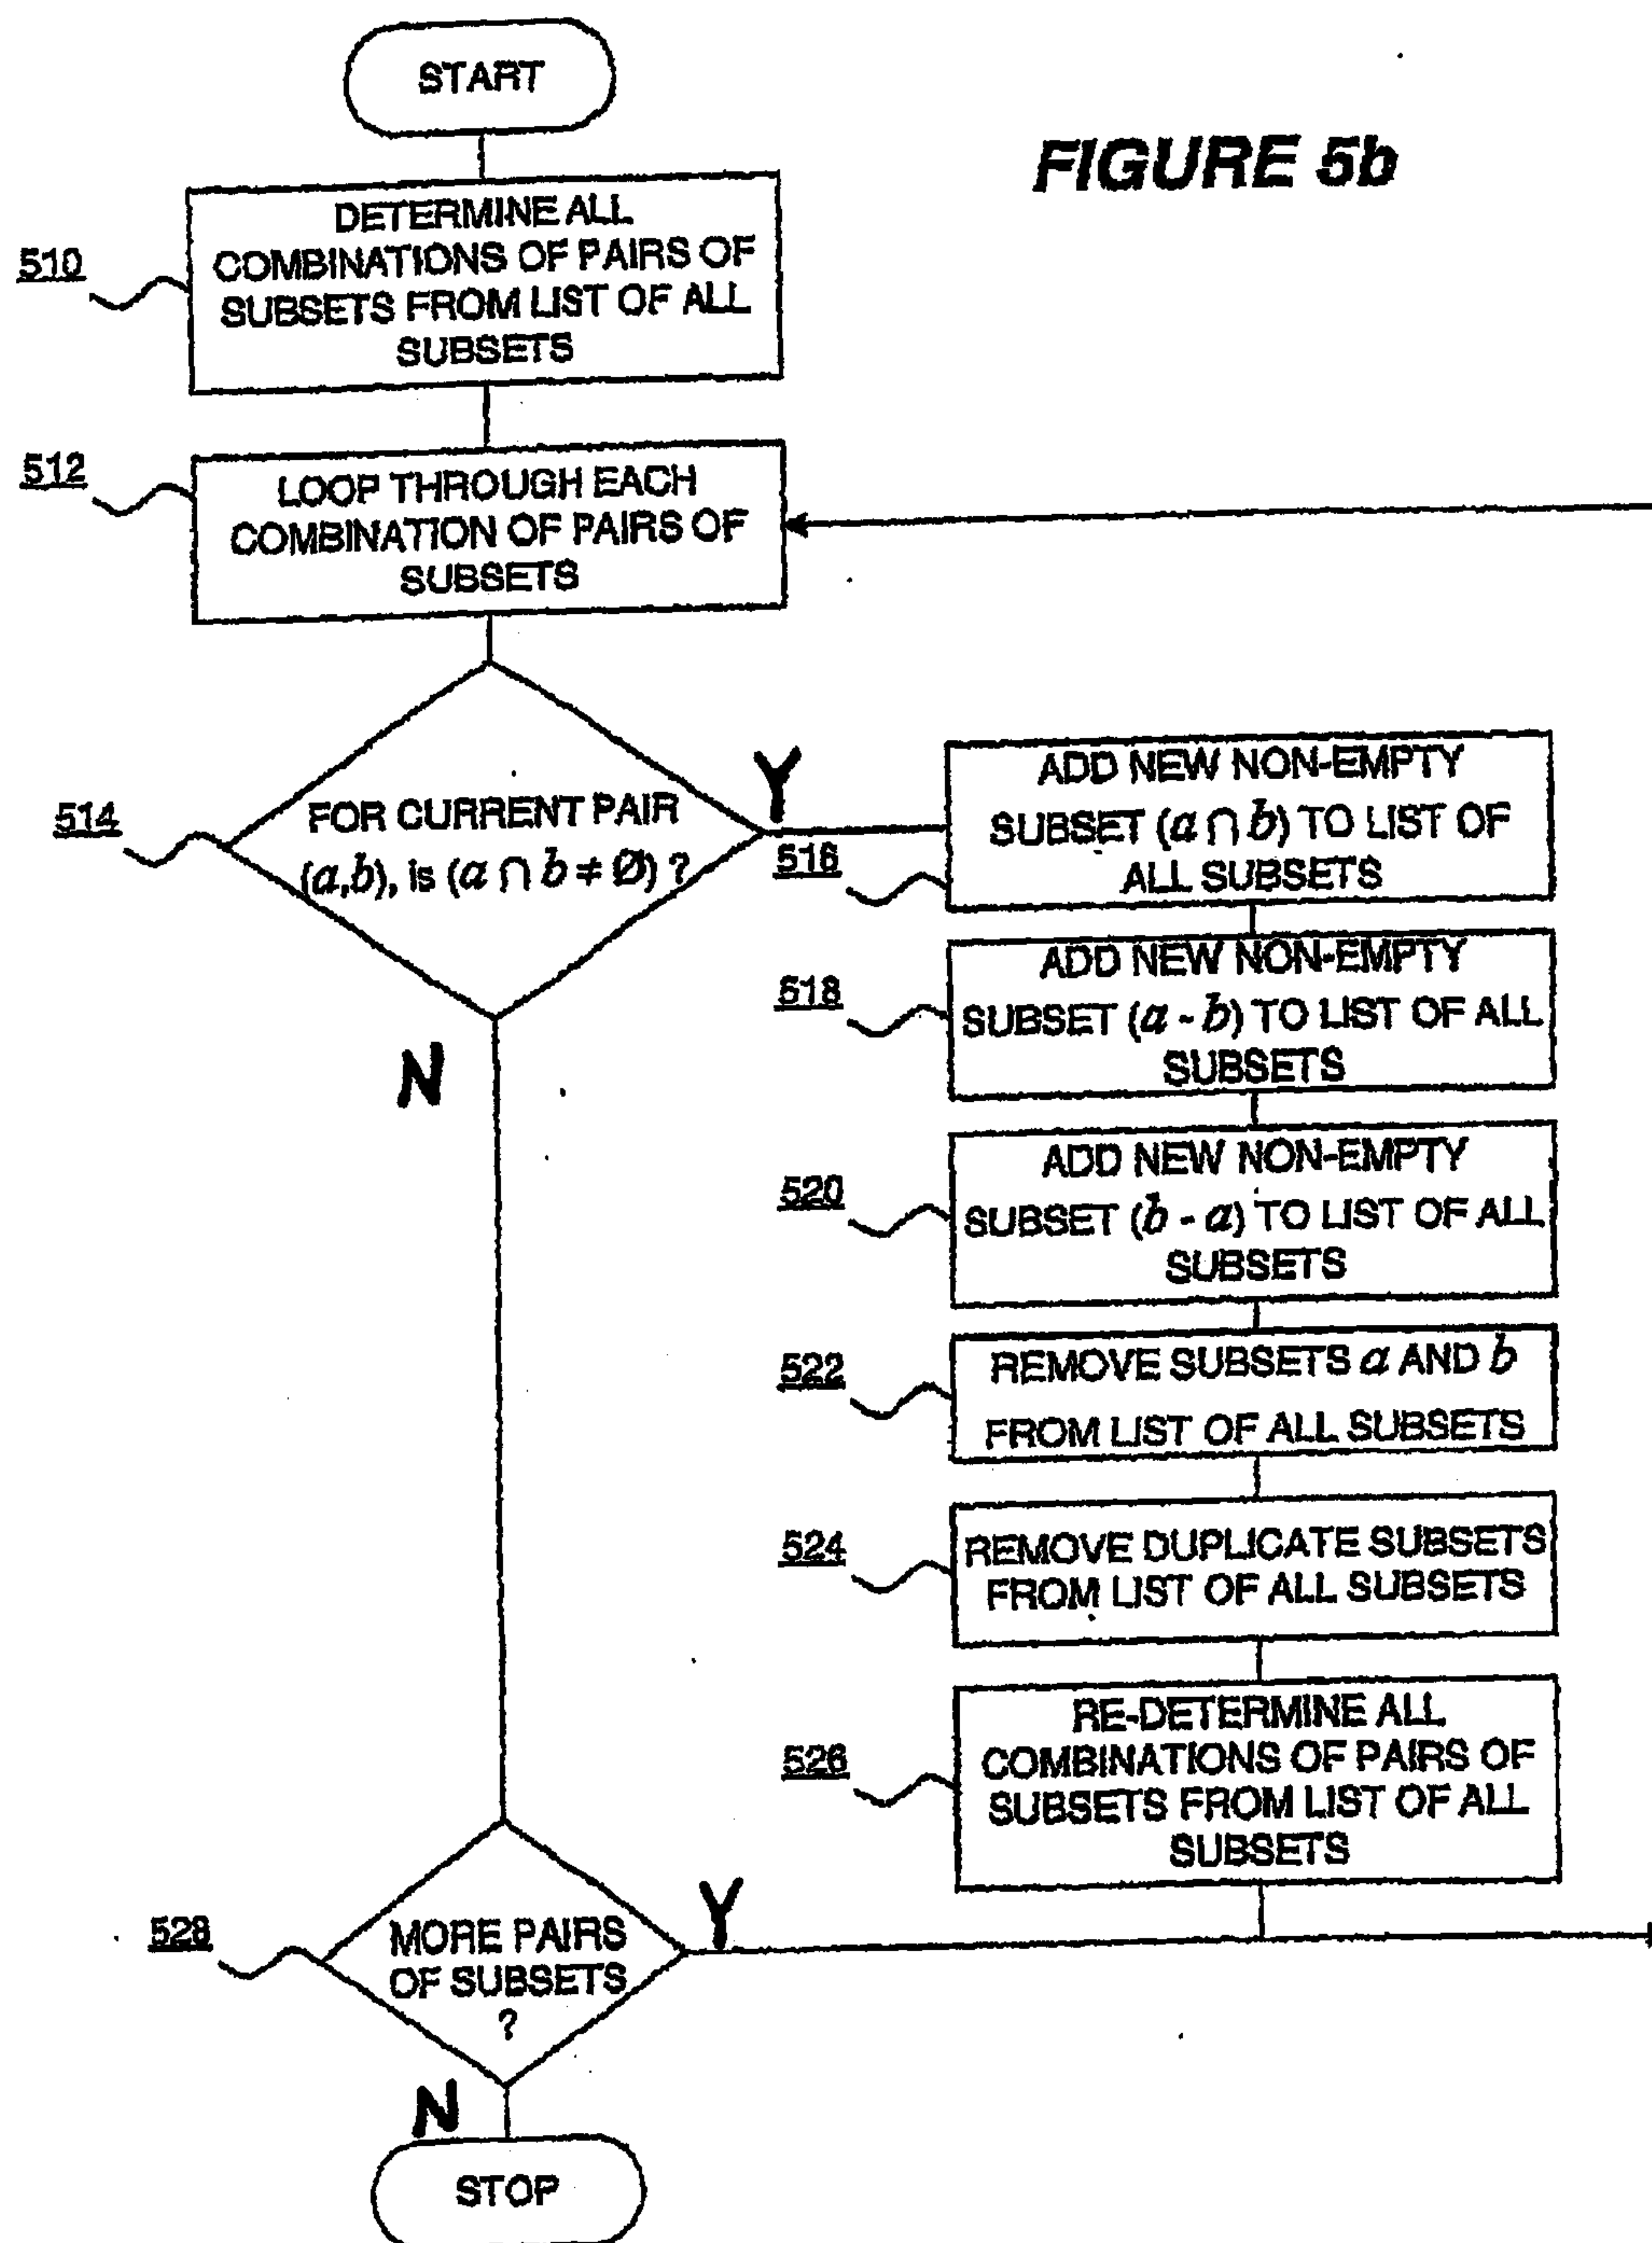 START
FIGURE 5b
510
DETERMINE ALL
COMBINATIONS OF PAIRS OF
SUBSETS FROM LIST OF ALL
SUBSETS
512
LOOP THROUGH EACH
COMBINATION OF PAIRS OF
SUBSETS
514
FOR CURRENT PAIR
(a,b), is (a ∩ b ≠ Ø) ?
Y
N
516
ADD NEW NON-EMPTY
SUBSET (a ∩ b) TO LIST OF
ALL SUBSETS
518
ADD NEW NON-EMPTY
SUBSET (a - b) TO LIST OF ALL
SUBSETS
520
ADD NEW NON-EMPTY
SUBSET (b - a) TO LIST OF ALL
SUBSETS
522
REMOVE SUBSETS a AND b
FROM LIST OF ALL SUBSETS
524
REMOVE DUPLICATE SUBSETS
FROM LIST OF ALL SUBSETS
526
RE-DETERMINE ALL
COMBINATIONS OF PAIRS OF
SUBSETS FROM LIST OF ALL
SUBSETS
528
MORE PAIRS
OF SUBSETS
?
Y
N
STOP